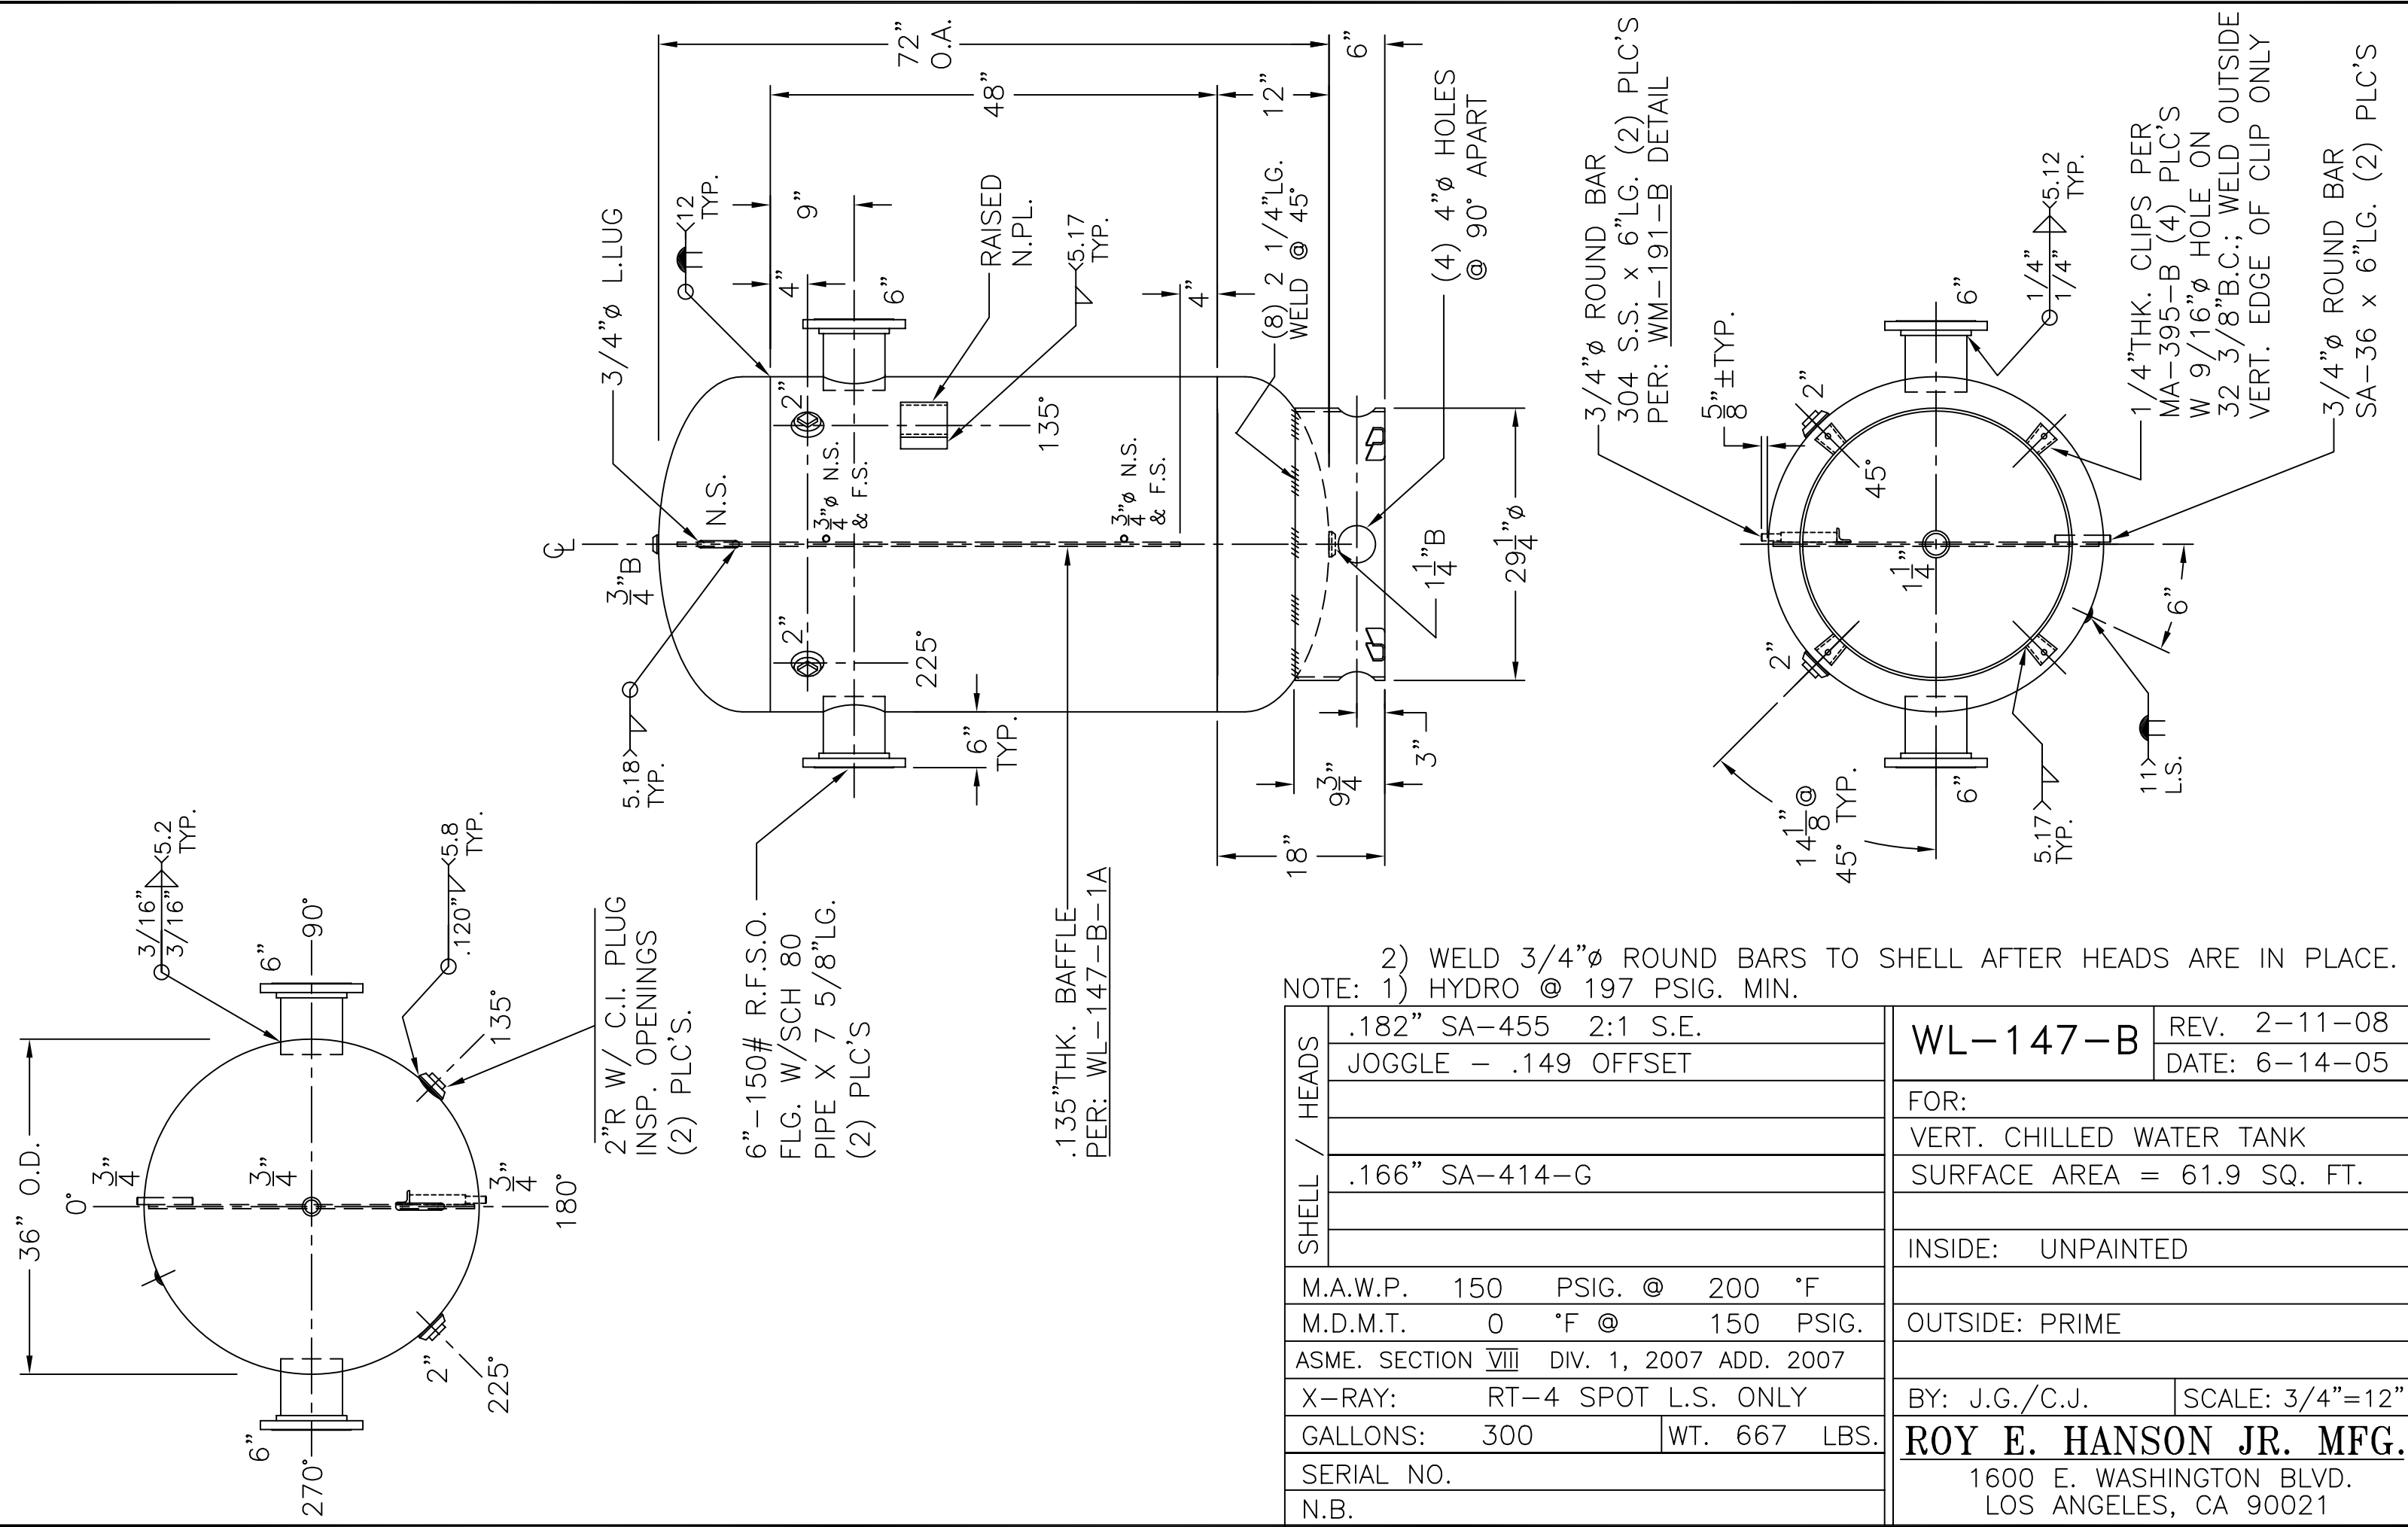 72"
O.A.
6"
48"
12"
3/4"ø L.LUG
12
TYP.
9"
4"
6"
RAISED
N.PL.
5.17
TYP.
4"
(8) 2 1/4"LG.
WELD @ 45°
(4) 4"ø HOLES
@ 90° APART
N.S.
2"
3/4"ø N.S.
& F.S.
135°
3/4"ø N.S.
& F.S.
C L
3/4"B
2"
225°
1 1/4"B
29 1/4"ø
5.18
TYP.
6"
TYP.
3"
9 3/4"
18"
3/4"ø ROUND BAR
304 S.S. x 6"LG. (2) PLC'S
PER: WM-191-B DETAIL
5/8"±TYP.
2"
45°
6"
1/4"
1/4"
5.12
TYP.
1/4"THK. CLIPS PER
MA-395-B (4) PLC'S
W 9/16"ø HOLE ON
32 3/8"B.C.; WELD OUTSIDE
VERT. EDGE OF CLIP ONLY
3/4"ø ROUND BAR
SA-36 x 6"LG. (2) PLC'S
1 1/4"
6"
2"
14 1/8"@
45° TYP.
6"
5.17
TYP.
11
L.S.
3/16"
3/16"
5.2
TYP.
6"
90°
.120"
5.8
TYP.
135°
36" O.D.
0°
3/4"
3/4"
3/4"
180°
2"
225°
6"
270°
2"R W/ C.I. PLUG
INSP. OPENINGS
(2) PLC'S.
6"-150# R.F.S.O.
FLG. W/SCH 80
PIPE X 7 5/8"LG.
(2) PLC'S
.135"THK. BAFFLE
PER: WL-147-B-1A
2) WELD 3/4"ø ROUND BARS TO SHELL AFTER HEADS ARE IN PLACE.
NOTE: 1) HYDRO @ 197 PSIG. MIN.
SHELL / HEADS
.182" SA-455 2:1 S.E.
JOGGLE - .149 OFFSET
.166" SA-414-G
M.A.W.P. 150 PSIG. @ 200 °F
M.D.M.T. 0 °F @ 150 PSIG.
ASME. SECTION VIII DIV. 1, 2007 ADD. 2007
X-RAY: RT-4 SPOT L.S. ONLY
GALLONS: 300 WT. 667 LBS.
SERIAL NO.
N.B.
WL-147-B
REV. 2-11-08
DATE: 6-14-05
FOR:
VERT. CHILLED WATER TANK
SURFACE AREA = 61.9 SQ. FT.
INSIDE: UNPAINTED
OUTSIDE: PRIME
BY: J.G./C.J. SCALE: 3/4"=12"
ROY E. HANSON JR. MFG.
1600 E. WASHINGTON BLVD.
LOS ANGELES, CA 90021